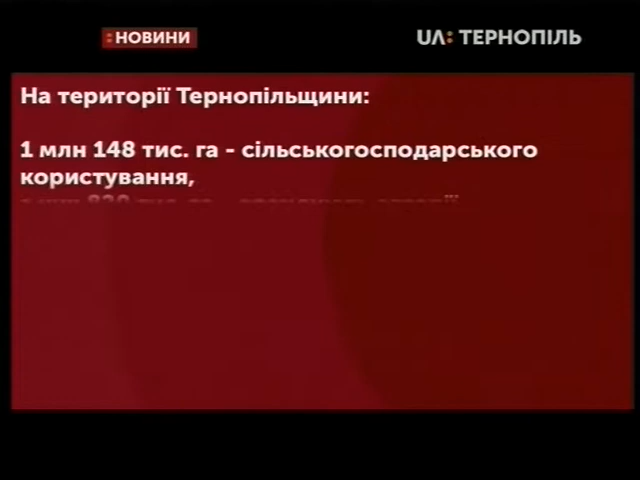 :НОВИНИ
UA: ТЕРНОПІЛЬ
На території Тернопільщини:
1 млн 148 тис. га - сільськогосподарського
користування,